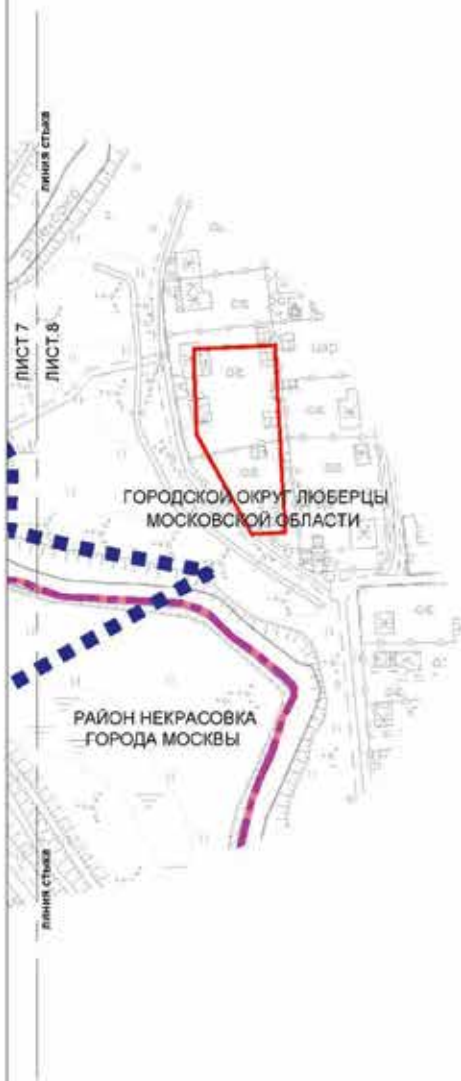 линия стыка
ЛИСТ 7
ЛИСТ 8
ГОРОДСКОЙ ОКРУГ ЛЮБЕРЦЫ
МОСКОВСКОЙ ОБЛАСТИ
РАЙОН НЕКРАСОВКА
ГОРОДА МОСКВЫ
линия стыка